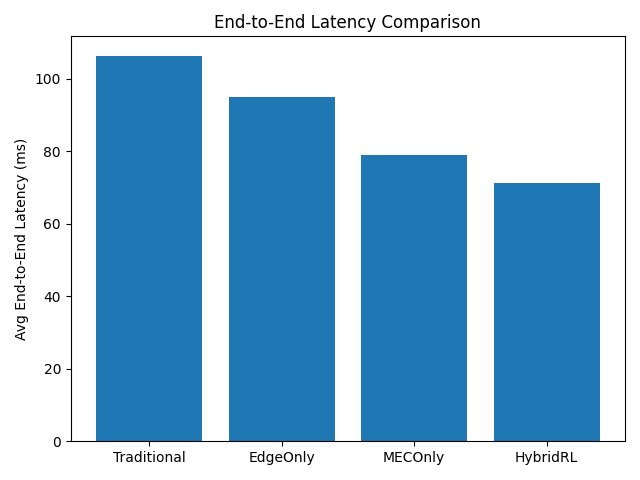 End-to-End Latency Comparison
Avg End-to-End Latency (ms)
100
80
60
40
20
0
Traditional EdgeOnly MECOnly HybridRL